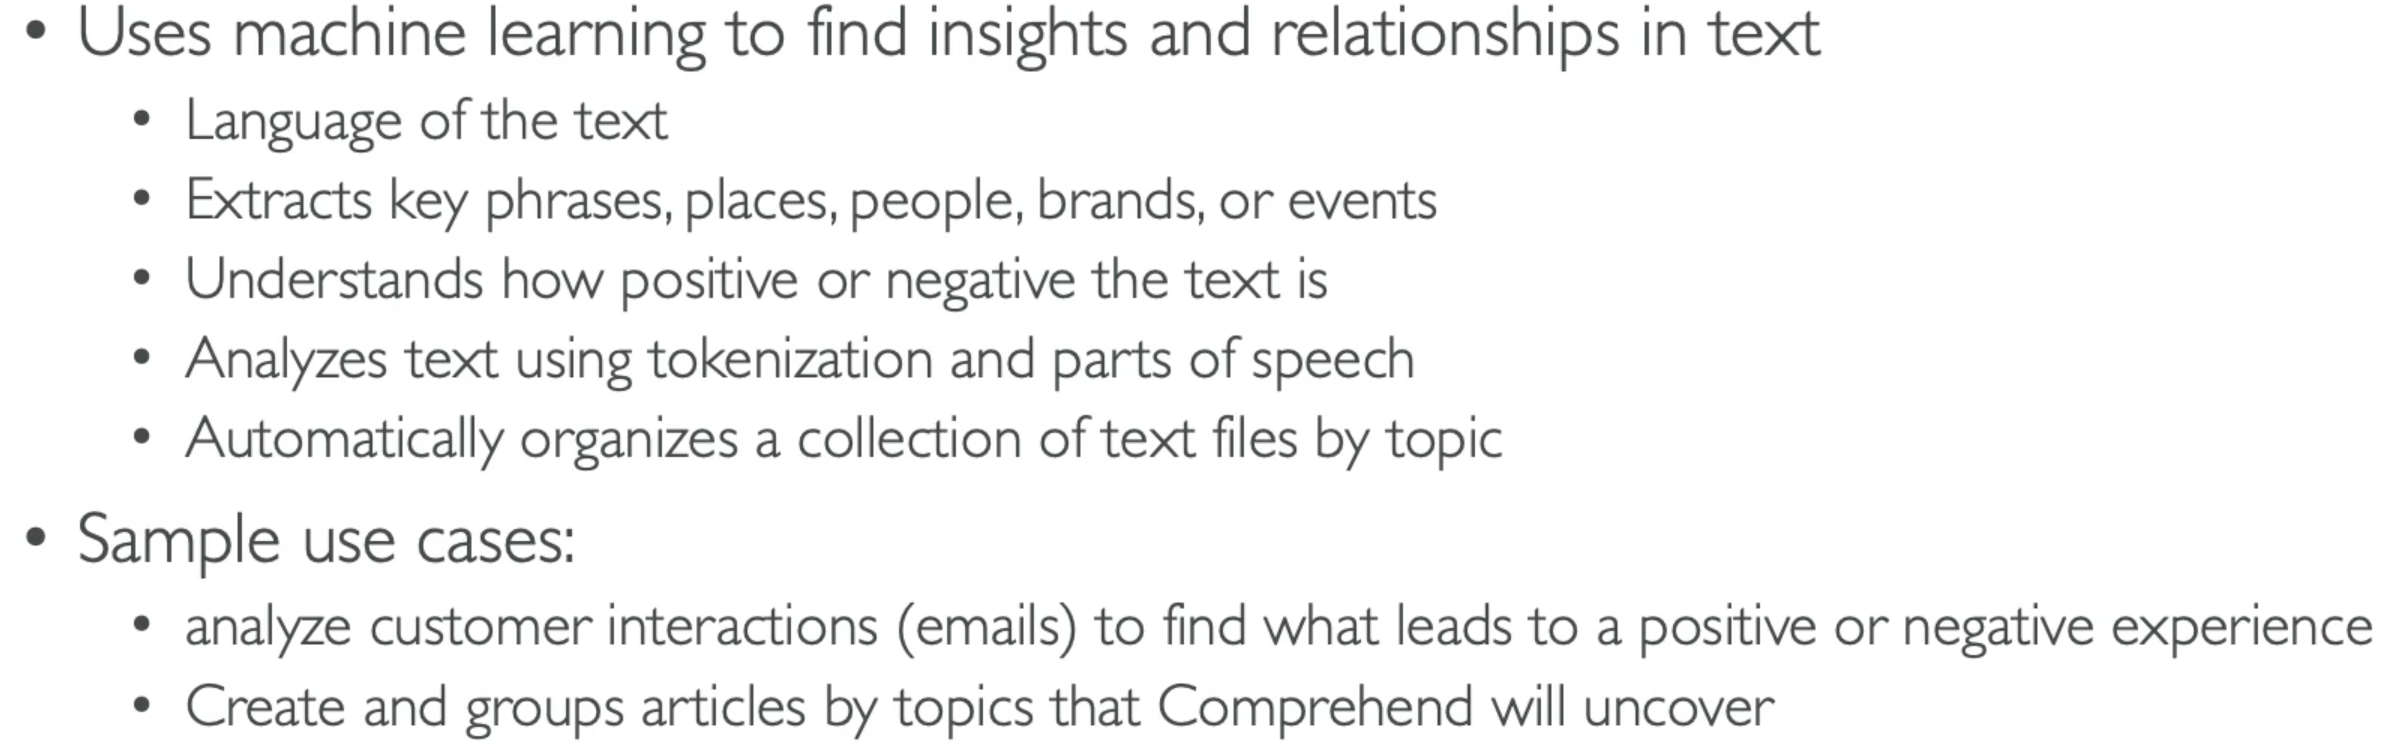 • Uses machine learning to find insights and relationships in text
• Language of the text
• Extracts key phrases, places, people, brands, or events
• Understands how positive or negative the text is
• Analyzes text using tokenization and parts of speech
• Automatically organizes a collection of text files by topic
• Sample use cases:
• analyze customer interactions (emails) to find what leads to a positive or negative experience
• Create and groups articles by topics that Comprehend will uncover